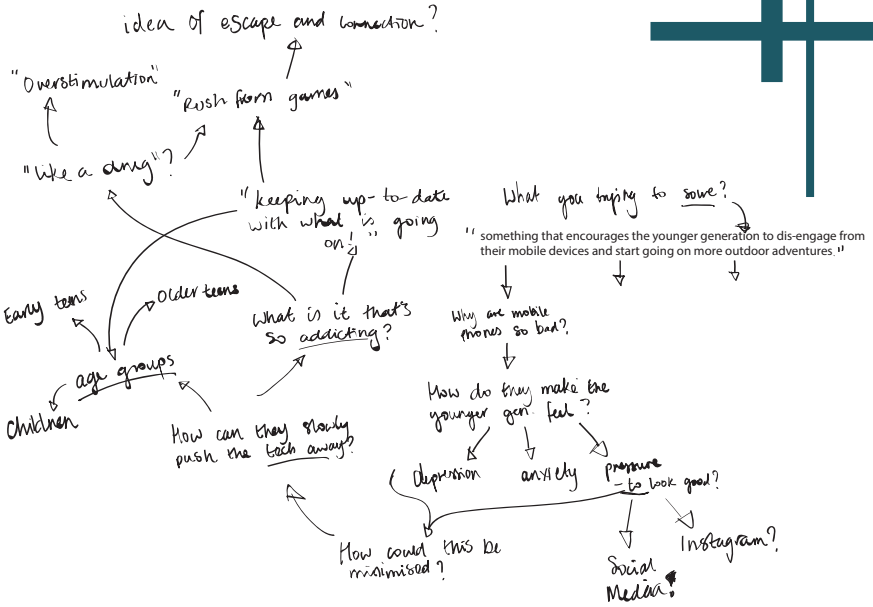 idea of escape and connection?
"Overstimulation"
"Rush from games"
"like a drug"?
"keeping up-to-date
with what is going
on!"
What you trying to solve?
" something that encourages the younger generation to dis-engage from
their mobile devices and start going on more outdoor adventures."
Early teens
Older teens
What is it that's
so addicting?
Why are mobile
phones so bad?
age groups
children
How do they make the
younger gen. feel?
How can they slowly
push the tech away?
depression
anxiety
pressure
- to look good?
How could this be
minimised?
Instagram?
Social
Media!